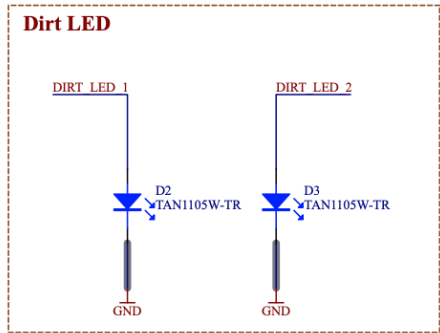 Dirt LED
DIRT_LED_1
DIRT_LED_2
D2
TAN1105W-TR
D3
TAN1105W-TR
GND
GND